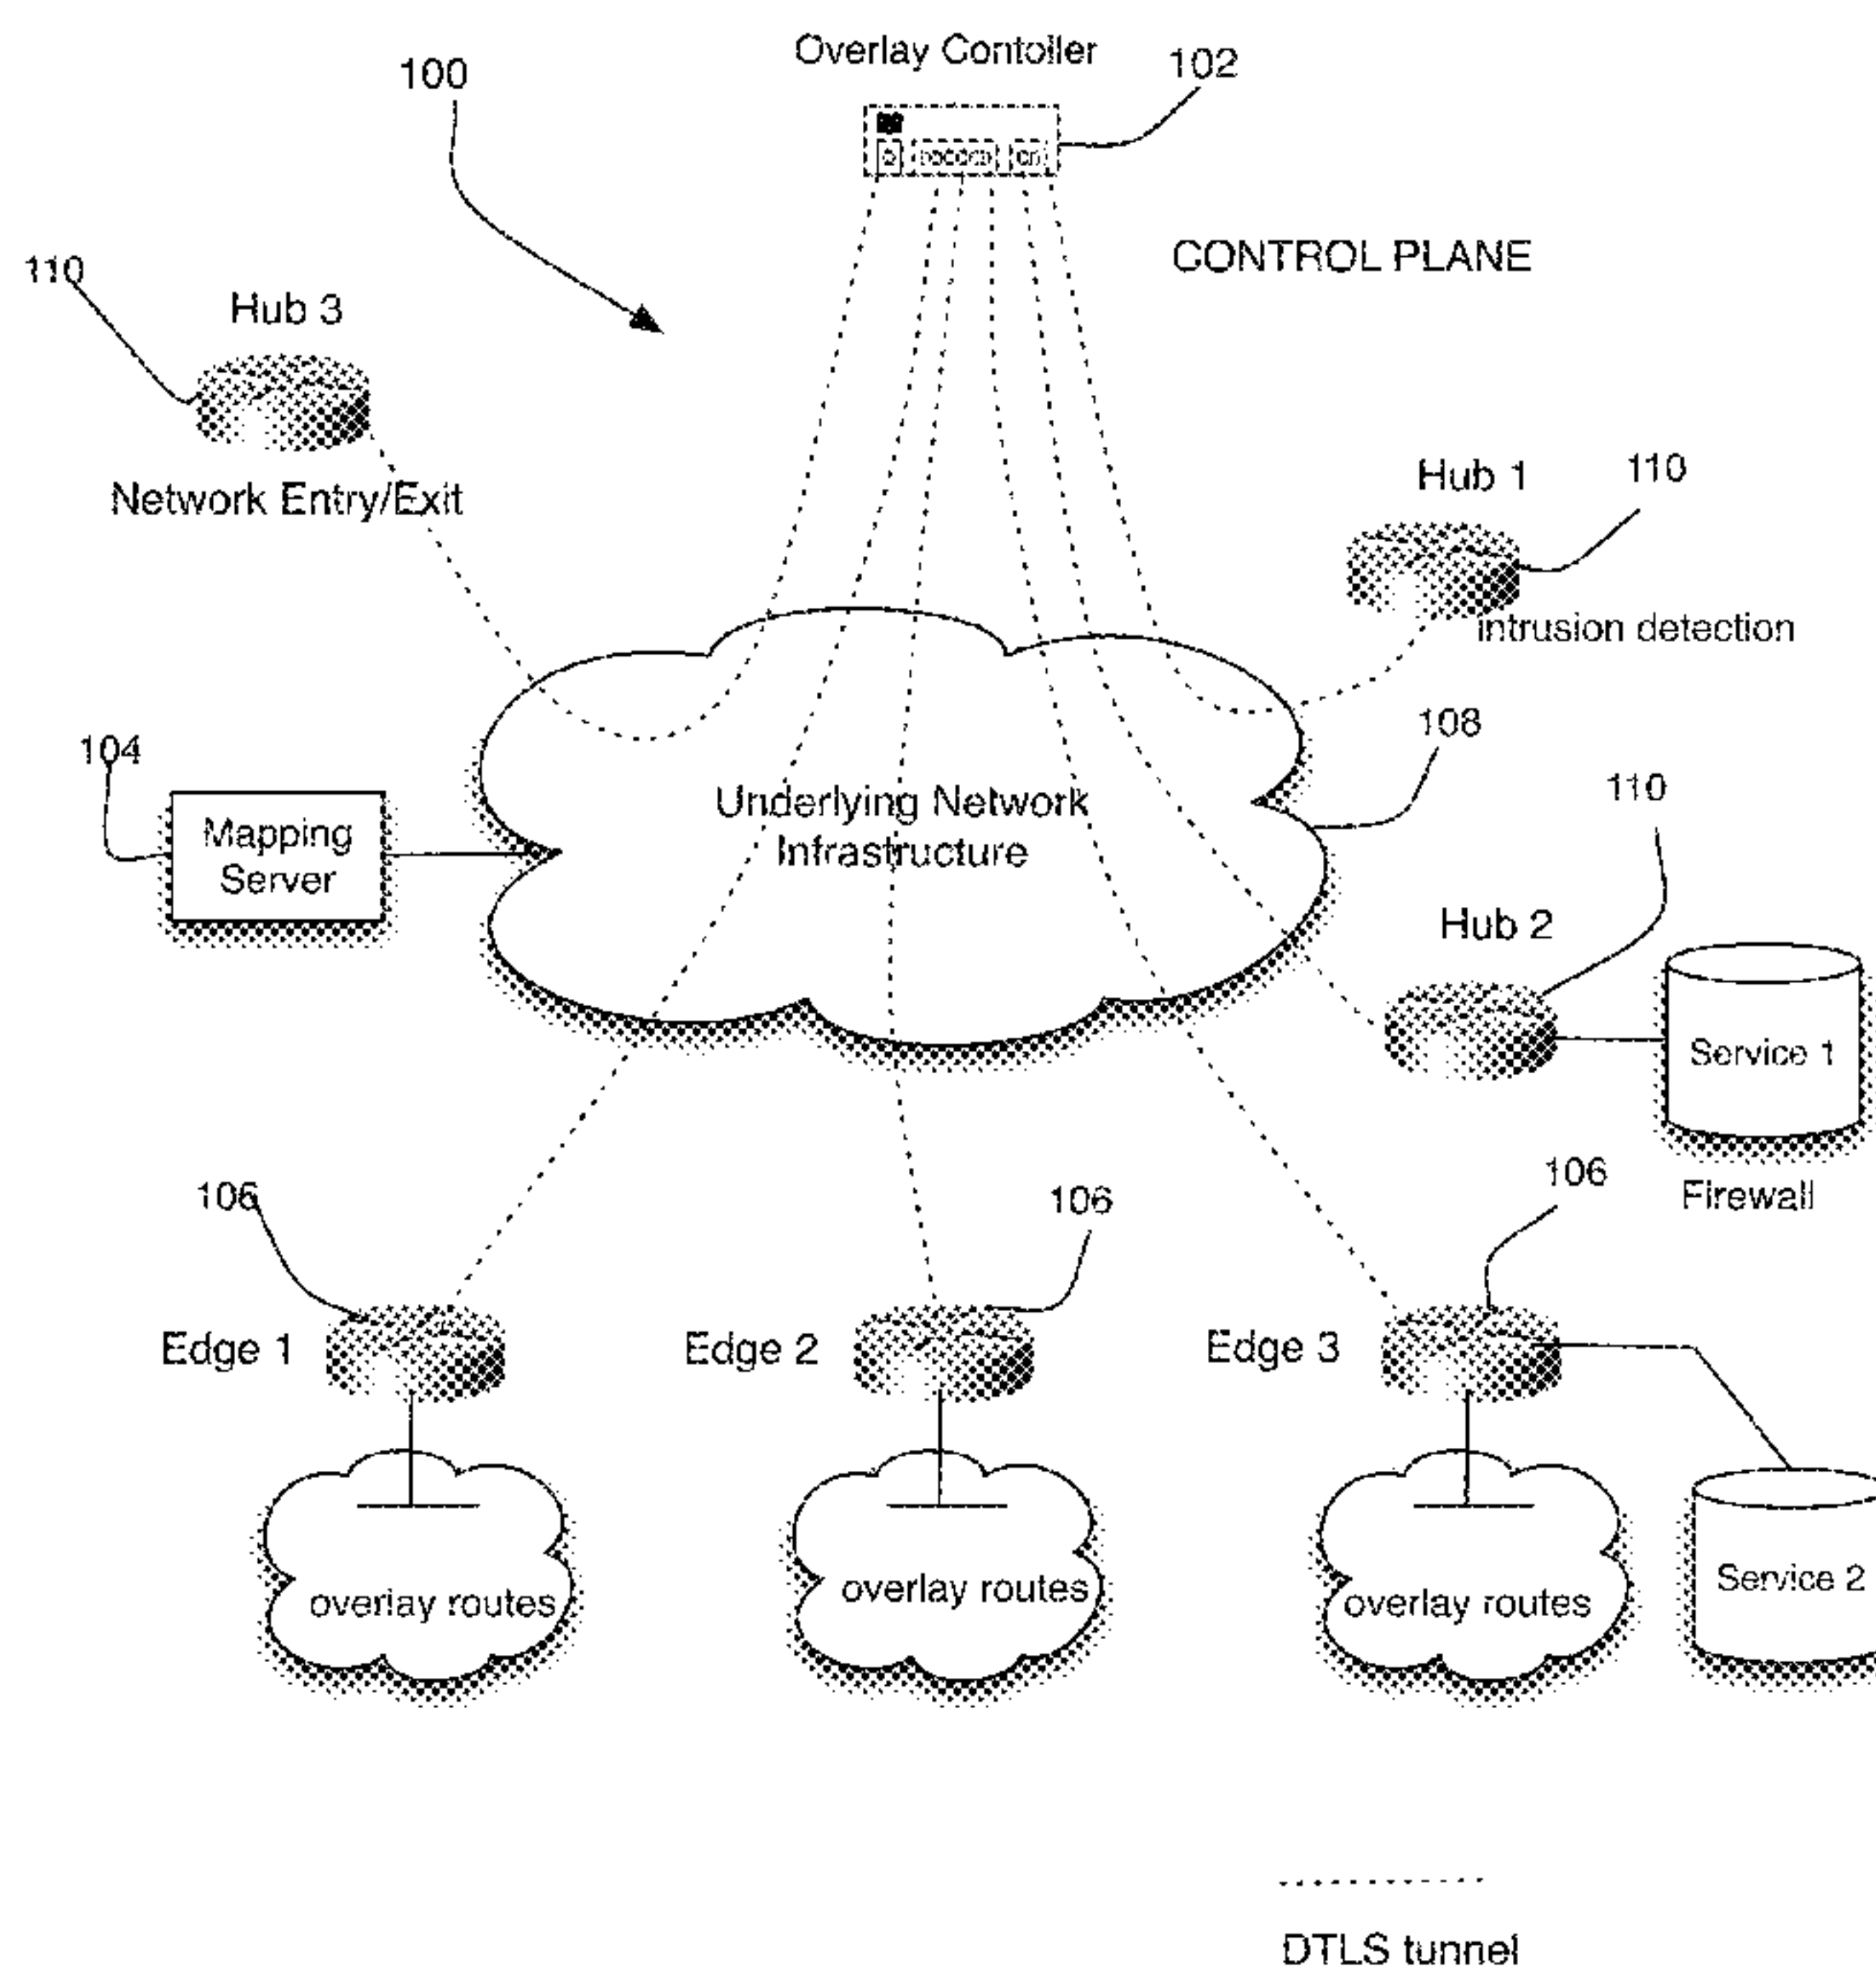 Overlay Contoller
102
100
CONTROL PLANE
110
Hub 3
Network Entry/Exit
Hub 1
110
intrusion detection
108
104
Mapping
Server
Underlying Network
Infrastructure
110
Hub 2
Service 1
Firewall
106
106
106
Edge 1
Edge 2
Edge 3
overlay routes
overlay routes
overlay routes
Service 2
DTLS tunnel